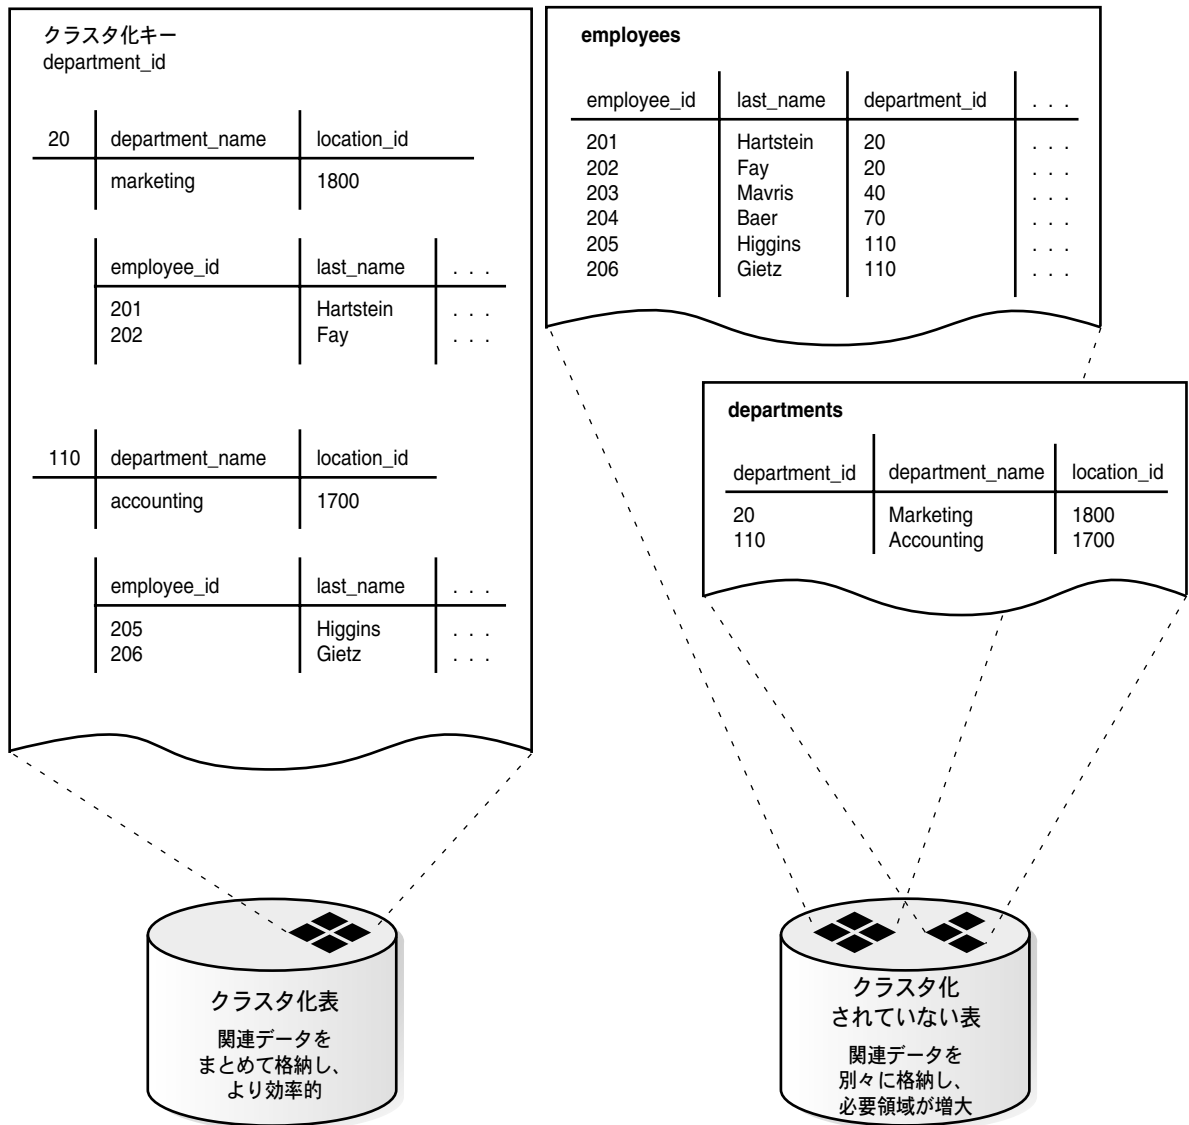 クラスタ化キー
department_id
20 department_name location_id
marketing 1800
employee_id last_name . . .
201 Hartstein . . .
202 Fay . . .
110 department_name location_id
accounting 1700
employee_id last_name . . .
205 Higgins . . .
206 Gietz . . .
employees
employee_id last_name department_id . . .
201 Hartstein 20 . . .
202 Fay 20 . . .
203 Mavris 40 . . .
204 Baer 70 . . .
205 Higgins 110 . . .
206 Gietz 110 . . .
departments
department_id department_name location_id
20 Marketing 1800
110 Accounting 1700
クラスタ化表
関連データを
まとめて格納し、
より効率的
クラスタ化
されていない表
関連データを
別々に格納し、
必要領域が増大